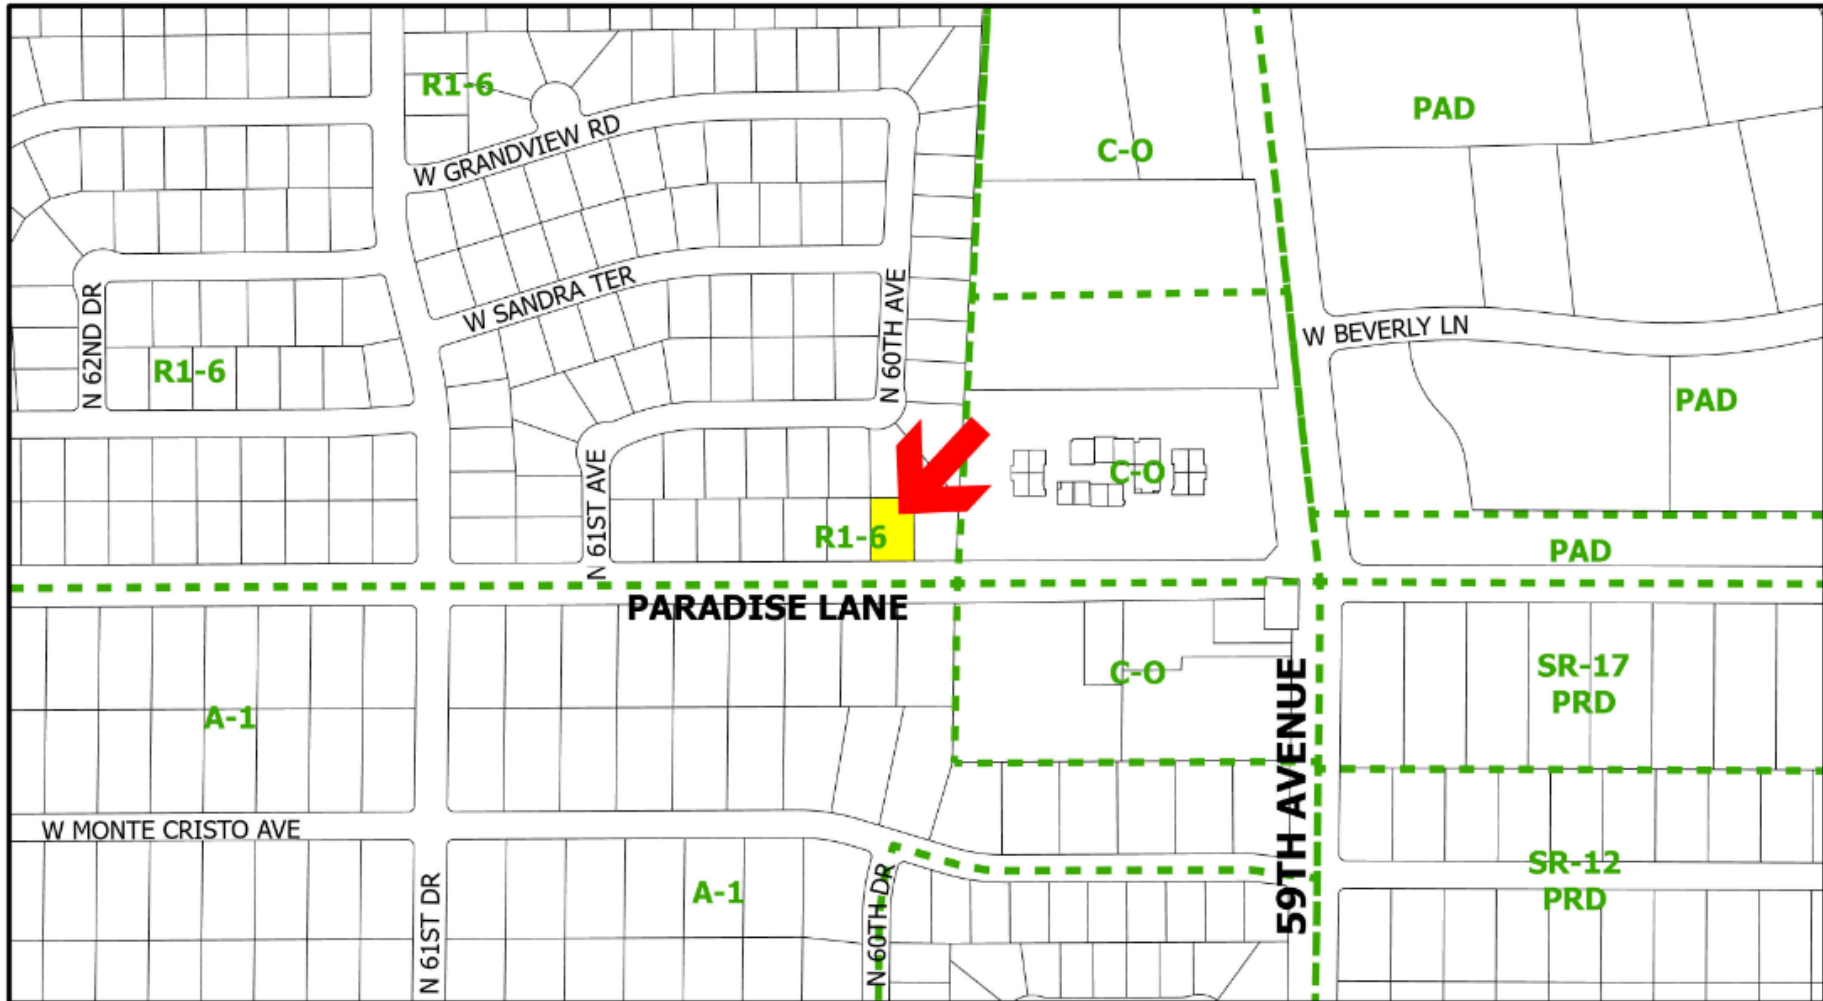 R1-6
PAD
W GRANDVIEW RD
C-O
W SANDRA TER
N 62ND DR
N 60TH AVE
W BEVERLY LN
R1-6
PAD
C-O
N 61ST AVE
R1-6
PAD
PARADISE LANE
C-O
SR-17
PRD
A-1
59TH AVENUE
W MONTE CRISTO AVE
SR-12
PRD
A-1
N 61ST DR
N 60TH DR